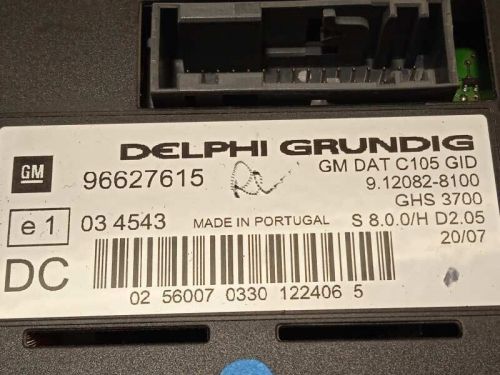 DELPHI GRUNDIG
GM 96627615 GM DAT C105 GID
9.12082-8100
GHS 3700
e1 03 4543 MADE IN PORTUGAL S 8.0.0/H D2.05
20/07
DC
02 56007 0330 122406 5